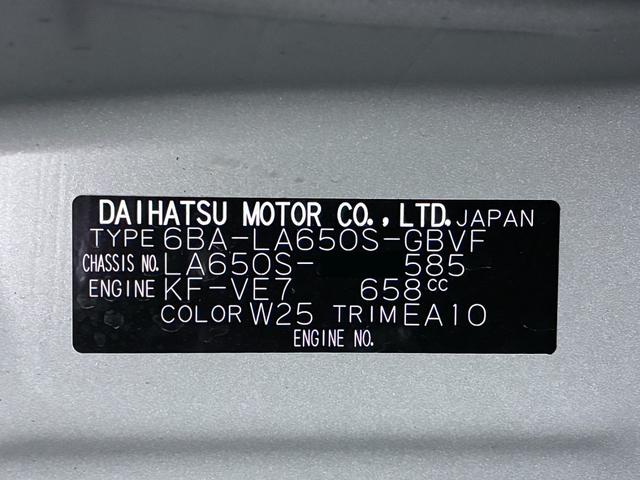 DAIHATSU MOTOR CO.,LTD. JAPAN
TYPE 6BA-LA650S-GBVF
CHASSIS NO. LA650S- 585
ENGINE KF-VE7 658cc
COLOR W25 TRIM EA10
ENGINE NO.